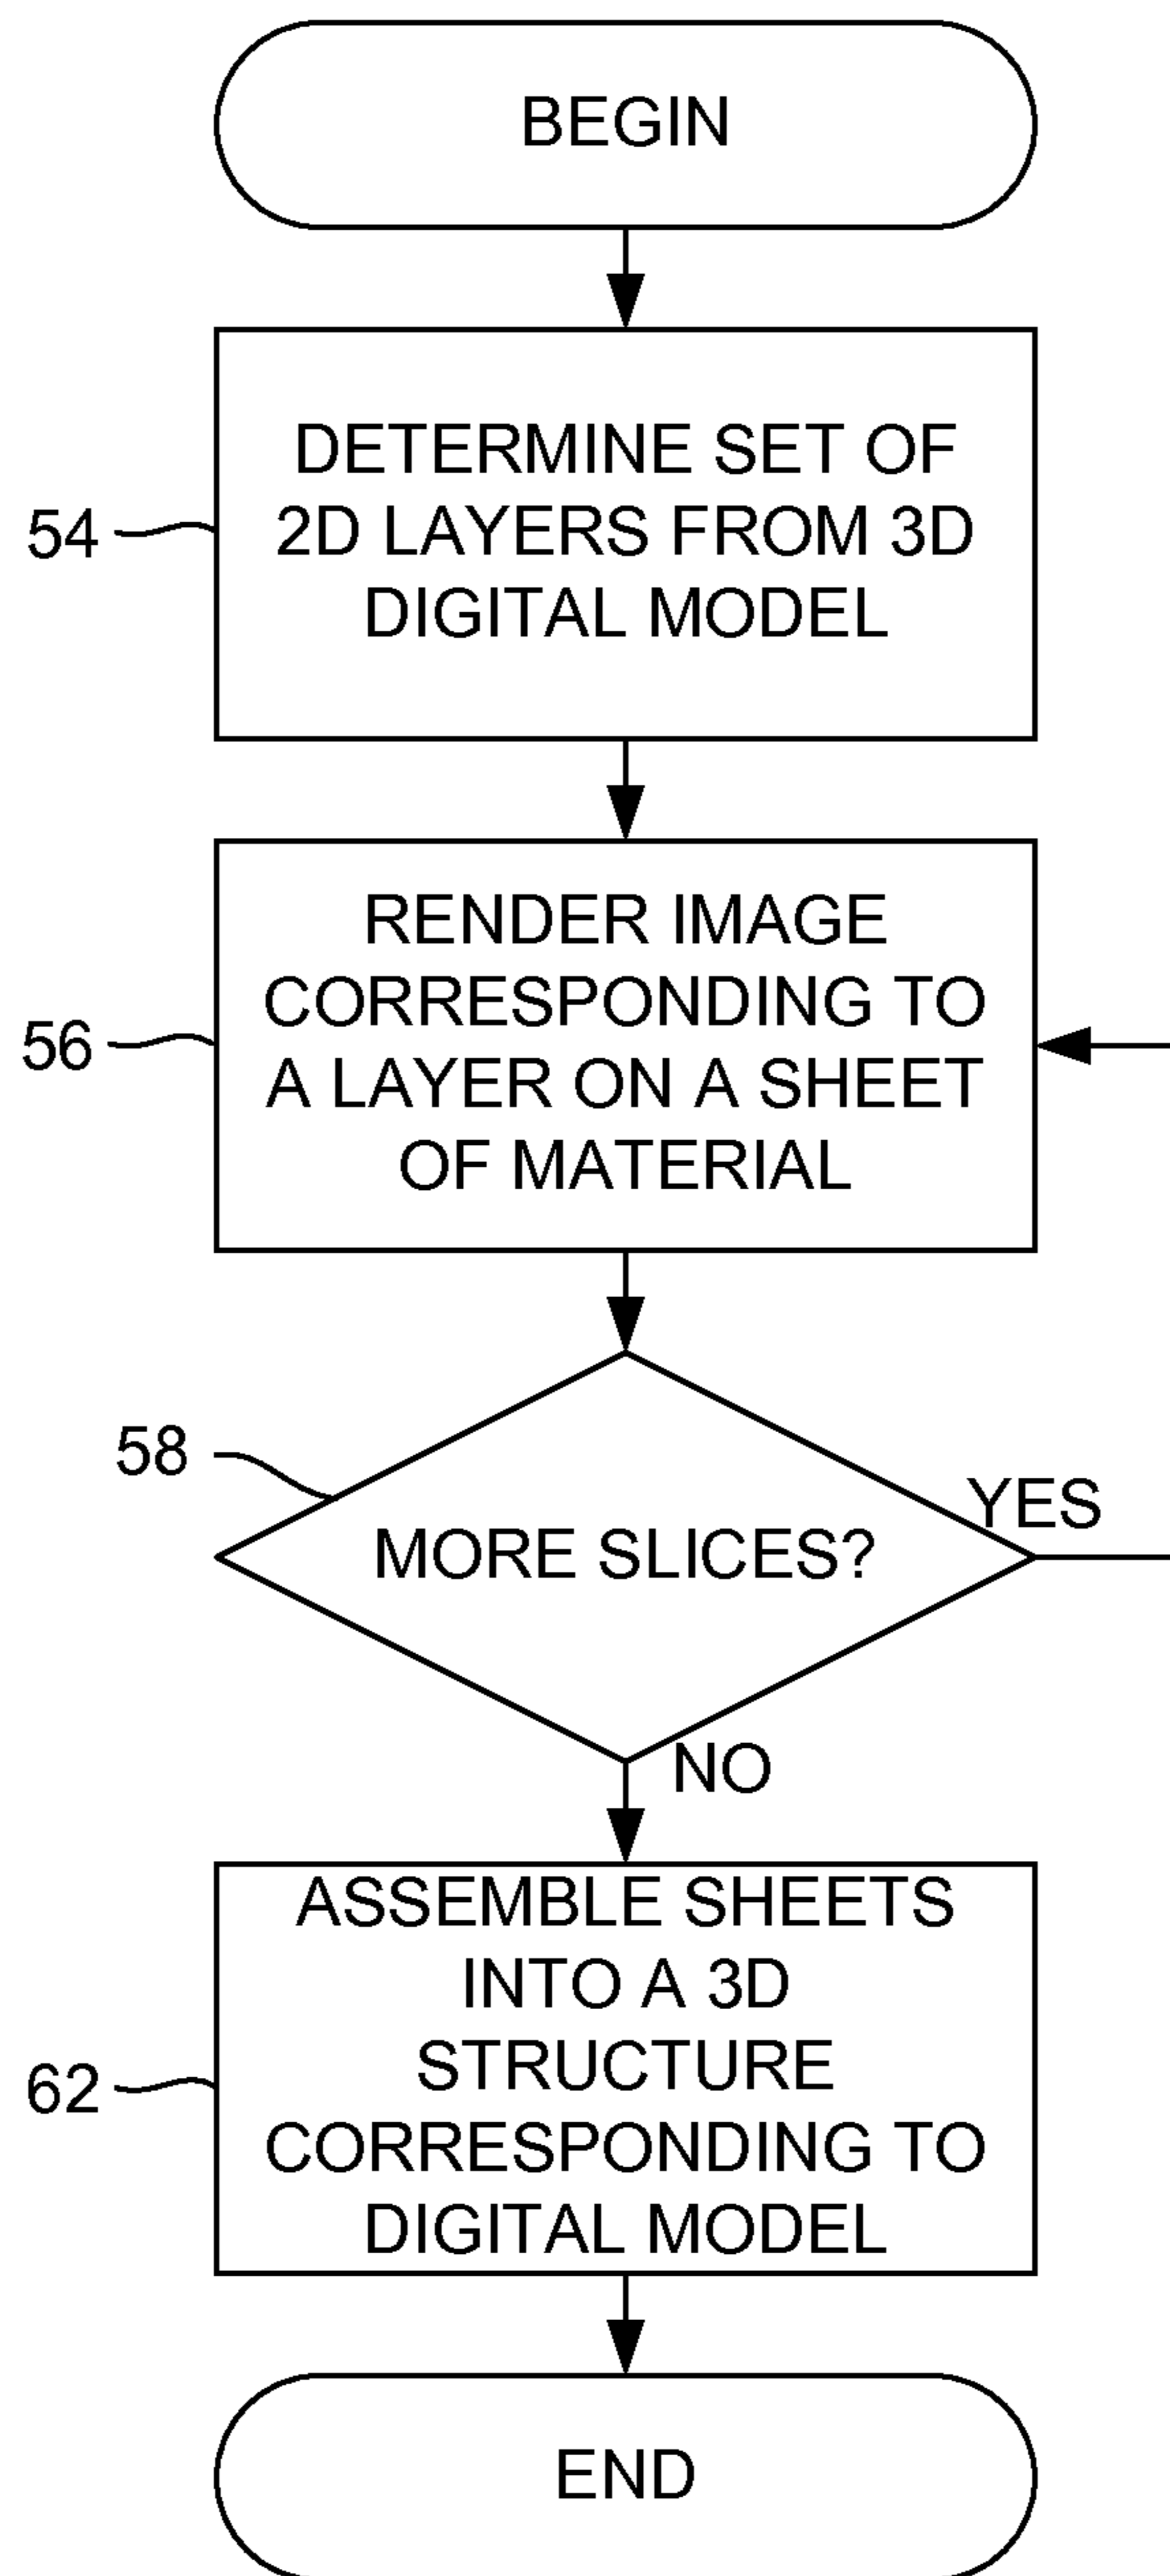 BEGIN
DETERMINE SET OF
2D LAYERS FROM 3D
DIGITAL MODEL
54
RENDER IMAGE
CORRESPONDING TO
A LAYER ON A SHEET
OF MATERIAL
56
58
MORE SLICES?
YES
NO
ASSEMBLE SHEETS
INTO A 3D
STRUCTURE
CORRESPONDING TO
DIGITAL MODEL
62
END